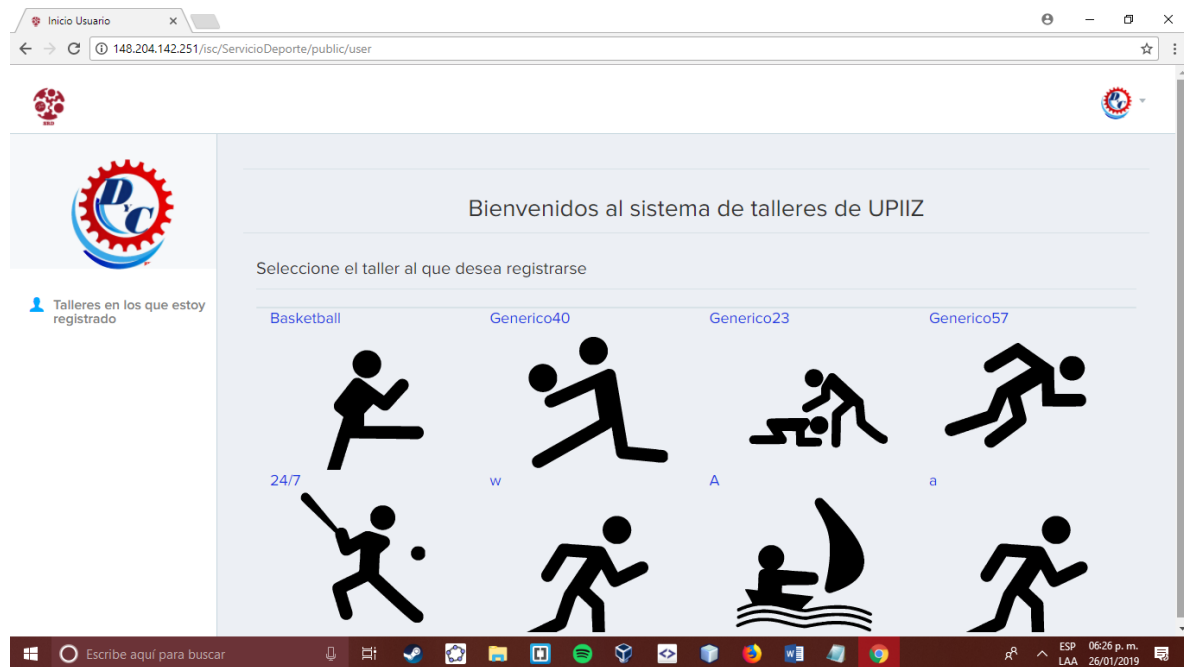 Inicio Usuario
148.204.142.251/isc/ServicioDeporte/public/user
DyC
Bienvenidos al sistema de talleres de UPIIZ
Seleccione el taller al que desea registrarse
Talleres en los que estoy
registrado
Basketball Generico40 Generico23 Generico57
24/7 w A a
Escribe aquí para buscar
ESP 06:26 p. m.
LAA 26/01/2019